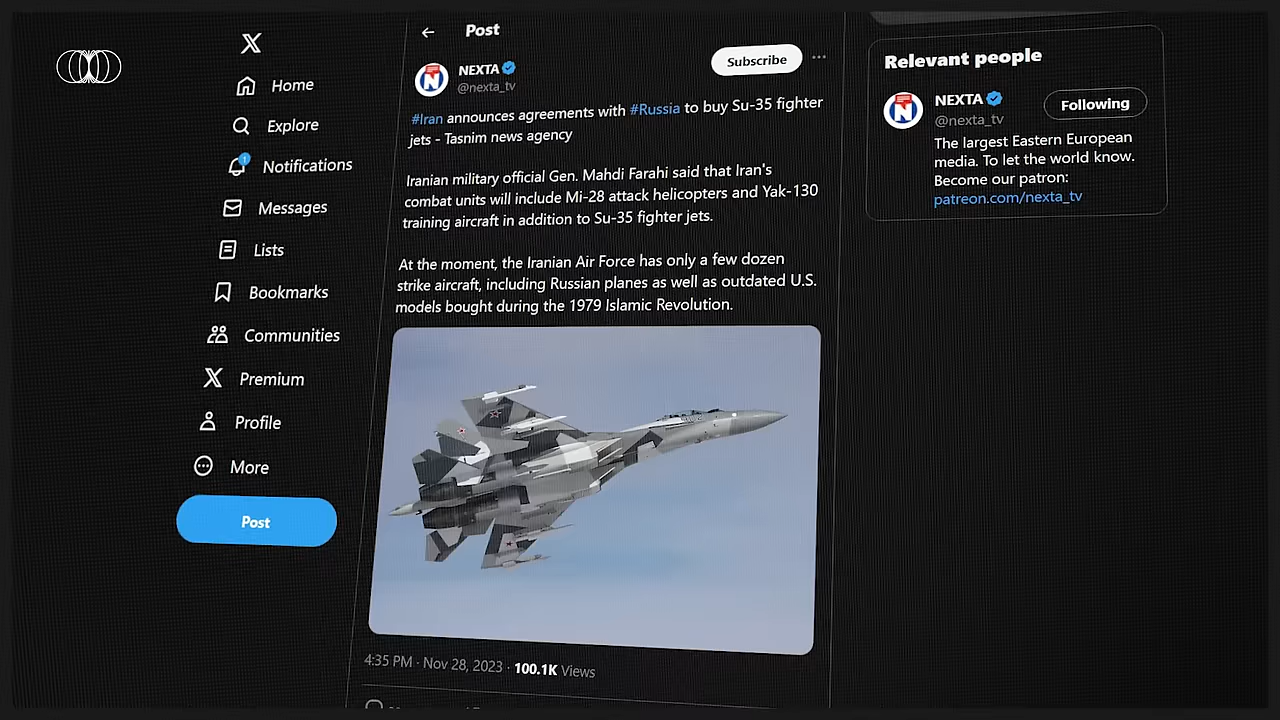 Home
Explore
1
Notifications
Messages
Lists
Bookmarks
Communities
Premium
Profile
More
Post
Post
NEXTA
@nexta_tv
Subscribe
#Iran announces agreements with #Russia to buy Su-35 fighter
jets - Tasnim news agency
Iranian military official Gen. Mahdi Farahi said that Iran's
combat units will include Mi-28 attack helicopters and Yak-130
training aircraft in addition to Su-35 fighter jets.
At the moment, the Iranian Air Force has only a few dozen
strike aircraft, including Russian planes as well as outdated U.S.
models bought during the 1979 Islamic Revolution.
4:35 PM · Nov 28, 2023 · 100.1K Views
Relevant people
NEXTA
@nexta_tv
Following
The largest Eastern European
media. To let the world know.
Become our patron:
patreon.com/nexta_tv